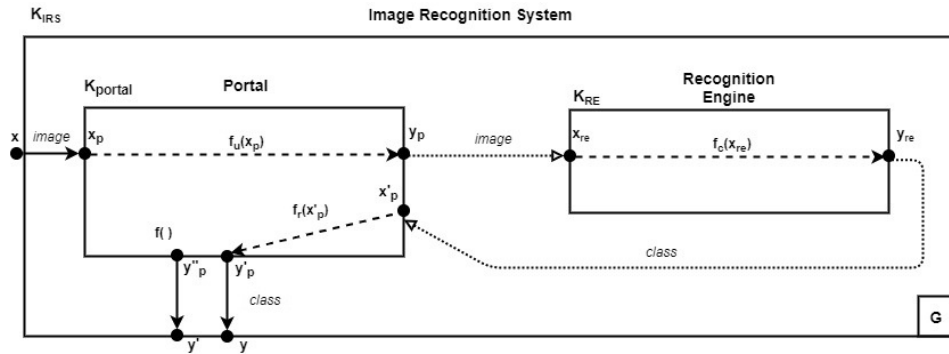 K_IRS Image Recognition System
K_portal Portal
Recognition
Engine
K_RE
x image x_p f_u(x_p) y_p image x_re f_c(x_re) y_re
x'_p
f_r(x'_p)
f( )
y''_p y'_p class
class
G
y' y